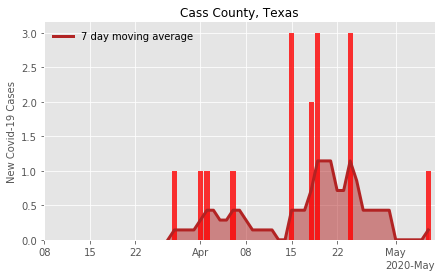 Cass County, Texas
7 day moving average
New Covid-19 Cases
3.0
2.5
2.0
1.5
1.0
0.5
0.0
08 15 22 Apr 08 15 22 May
2020-May